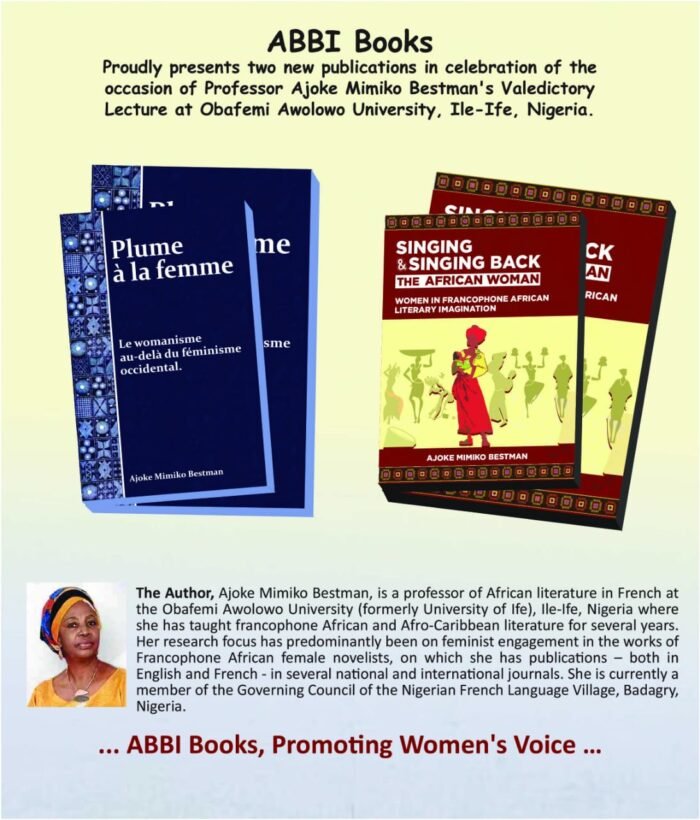 ABBI Books
Proudly presents two new publications in celebration of the
occasion of Professor Ajoke Mimiko Bestman's Valedictory
Lecture at Obafemi Awolowo University, Ile-Ife, Nigeria.
Plume
à la femme
Le womanisme
au-delà du féminisme
occidental.
Ajoke Mimiko Bestman
me
sme
SINGING
& SINGING BACK
THE AFRICAN WOMAN
WOMEN IN FRANCOPHONE AFRICAN
LITERARY IMAGINATION
AJOKE MIMIKO BESTMAN
CK
AN
RICAN
The Author, Ajoke Mimiko Bestman, is a professor of African literature in French at
the Obafemi Awolowo University (formerly University of Ife), Ile-Ife, Nigeria where
she has taught francophone African and Afro-Caribbean literature for several years.
Her research focus has predominantly been on feminist engagement in the works of
Francophone African female novelists, on which she has publications – both in
English and French - in several national and international journals. She is currently a
member of the Governing Council of the Nigerian French Language Village, Badagry,
Nigeria.
... ABBI Books, Promoting Women's Voice ...